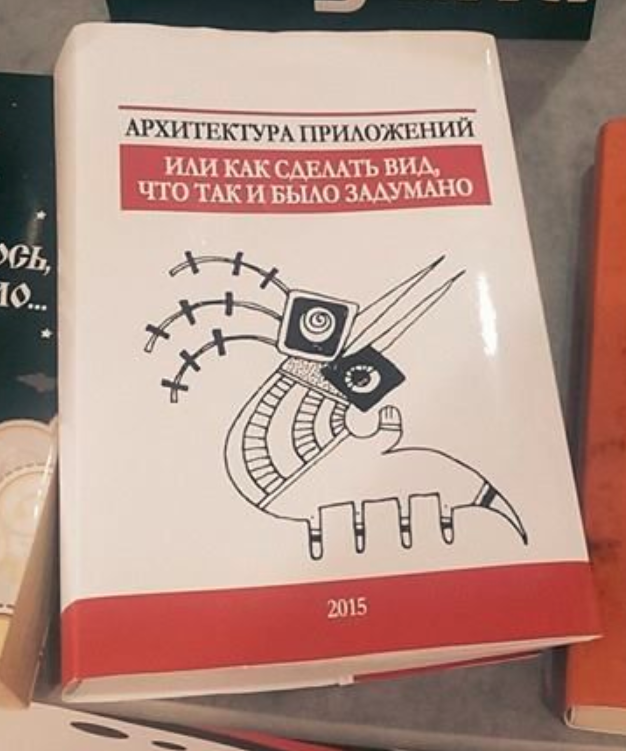 АРХИТЕКТУРА ПРИЛОЖЕНИЙ
ИЛИ КАК СДЕЛАТЬ ВИД,
ЧТО ТАК И БЫЛО ЗАДУМАНО
2015